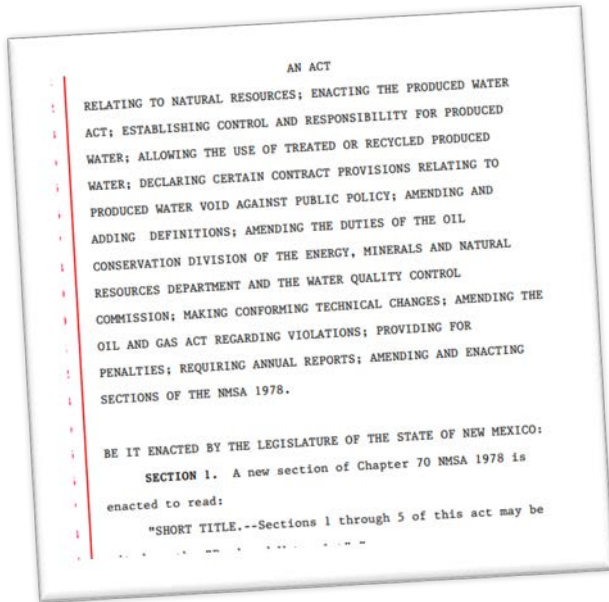 AN ACT
RELATING TO NATURAL RESOURCES; ENACTING THE PRODUCED WATER
ACT; ESTABLISHING CONTROL AND RESPONSIBILITY FOR PRODUCED
WATER; ALLOWING THE USE OF TREATED OR RECYCLED PRODUCED
WATER; DECLARING CERTAIN CONTRACT PROVISIONS RELATING TO
PRODUCED WATER VOID AGAINST PUBLIC POLICY; AMENDING AND
ADDING DEFINITIONS; AMENDING THE DUTIES OF THE OIL
CONSERVATION DIVISION OF THE ENERGY, MINERALS AND NATURAL
RESOURCES DEPARTMENT AND THE WATER QUALITY CONTROL
COMMISSION; MAKING CONFORMING TECHNICAL CHANGES; AMENDING THE
OIL AND GAS ACT REGARDING VIOLATIONS; PROVIDING FOR
PENALTIES; REQUIRING ANNUAL REPORTS; AMENDING AND ENACTING
SECTIONS OF THE NMSA 1978.
BE IT ENACTED BY THE LEGISLATURE OF THE STATE OF NEW MEXICO:
SECTION 1. A new section of Chapter 70 NMSA 1978 is
enacted to read:
"SHORT TITLE.--Sections 1 through 5 of this act may be